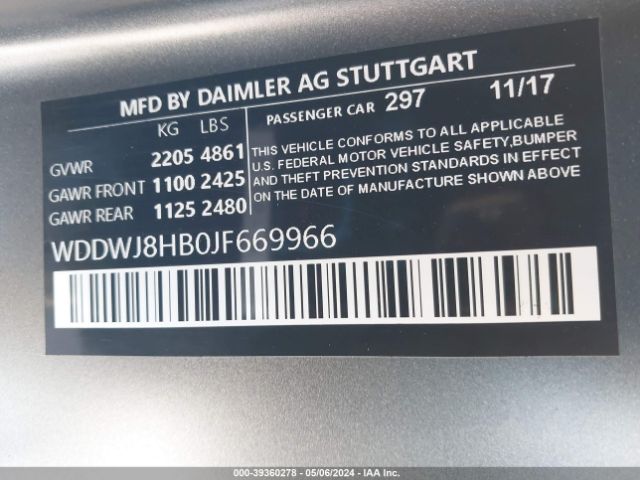 MFD BY DAIMLER AG STUTTGART
KG LBS
PASSENGER CAR 297 11/17
GVWR 2205 4861
GAWR FRONT 1100 2425
GAWR REAR 1125 2480
THIS VEHICLE CONFORMS TO ALL APPLICABLE
U.S. FEDERAL MOTOR VEHICLE SAFETY,BUMPER
AND THEFT PREVENTION STANDARDS IN EFFECT
ON THE DATE OF MANUFACTURE SHOWN ABOVE
WDDWJ8HB0JF669966
000-39360278 - 05/06/2024 - IAA Inc.